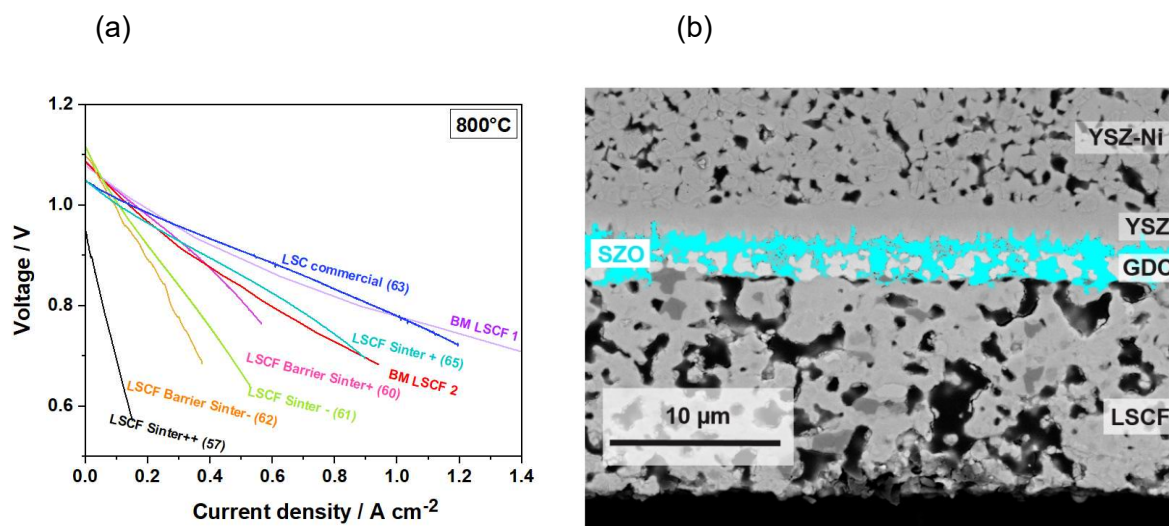 (a)
(b)
1.2
1.0
0.8
0.6
0.0
0.2
0.4
0.6
0.8
1.0
1.2
1.4
Voltage / V
Current density / A cm⁻²
800°C
LSC commercial (63)
BM LSCF 1
LSCF Sinter + (65)
BM LSCF 2
LSCF Barrier Sinter+ (60)
LSCF Sinter - (61)
LSCF Barrier Sinter- (62)
LSCF Sinter++ (57)
YSZ-Ni
YSZ
SZO
GDC
10 µm
LSCF